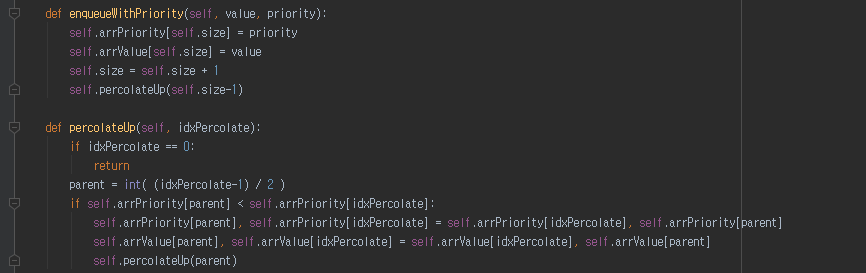 def enqueueWithPriority(self, value, priority):
    self.arrPriority[self.size] = priority
    self.arrValue[self.size] = value
    self.size = self.size + 1
    self.percolateUp(self.size-1)

def percolateUp(self, idxPercolate):
    if idxPercolate == 0:
        return
    parent = int( (idxPercolate-1) / 2 )
    if self.arrPriority[parent] < self.arrPriority[idxPercolate]:
        self.arrPriority[parent], self.arrPriority[idxPercolate] = self.arrPriority[idxPercolate], self.arrPriority[parent]
        self.arrValue[parent], self.arrValue[idxPercolate] = self.arrValue[idxPercolate], self.arrValue[parent]
        self.percolateUp(parent)